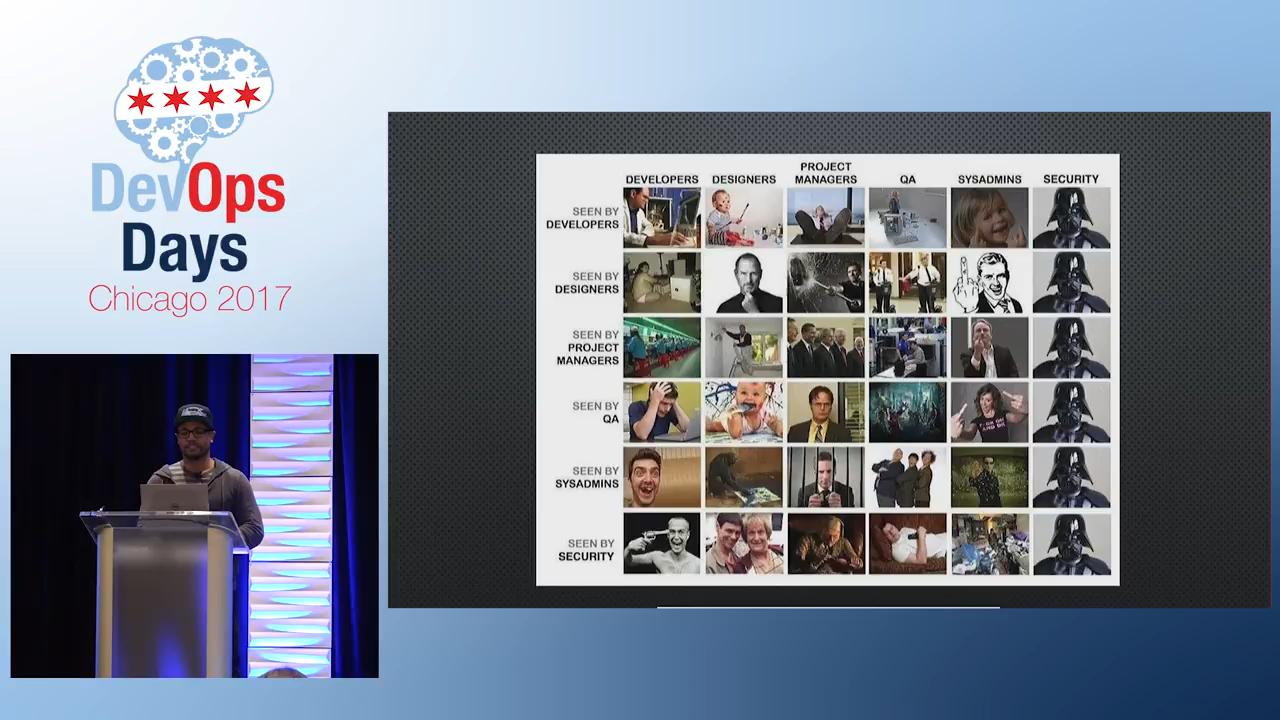 DevOps
Days
Chicago 2017
DEVELOPERS
DESIGNERS
PROJECT
MANAGERS
QA
SYSADMINS
SECURITY
SEEN BY
DEVELOPERS
SEEN BY
DESIGNERS
SEEN BY
PROJECT
MANAGERS
SEEN BY
QA
SEEN BY
SYSADMINS
SEEN BY
SECURITY